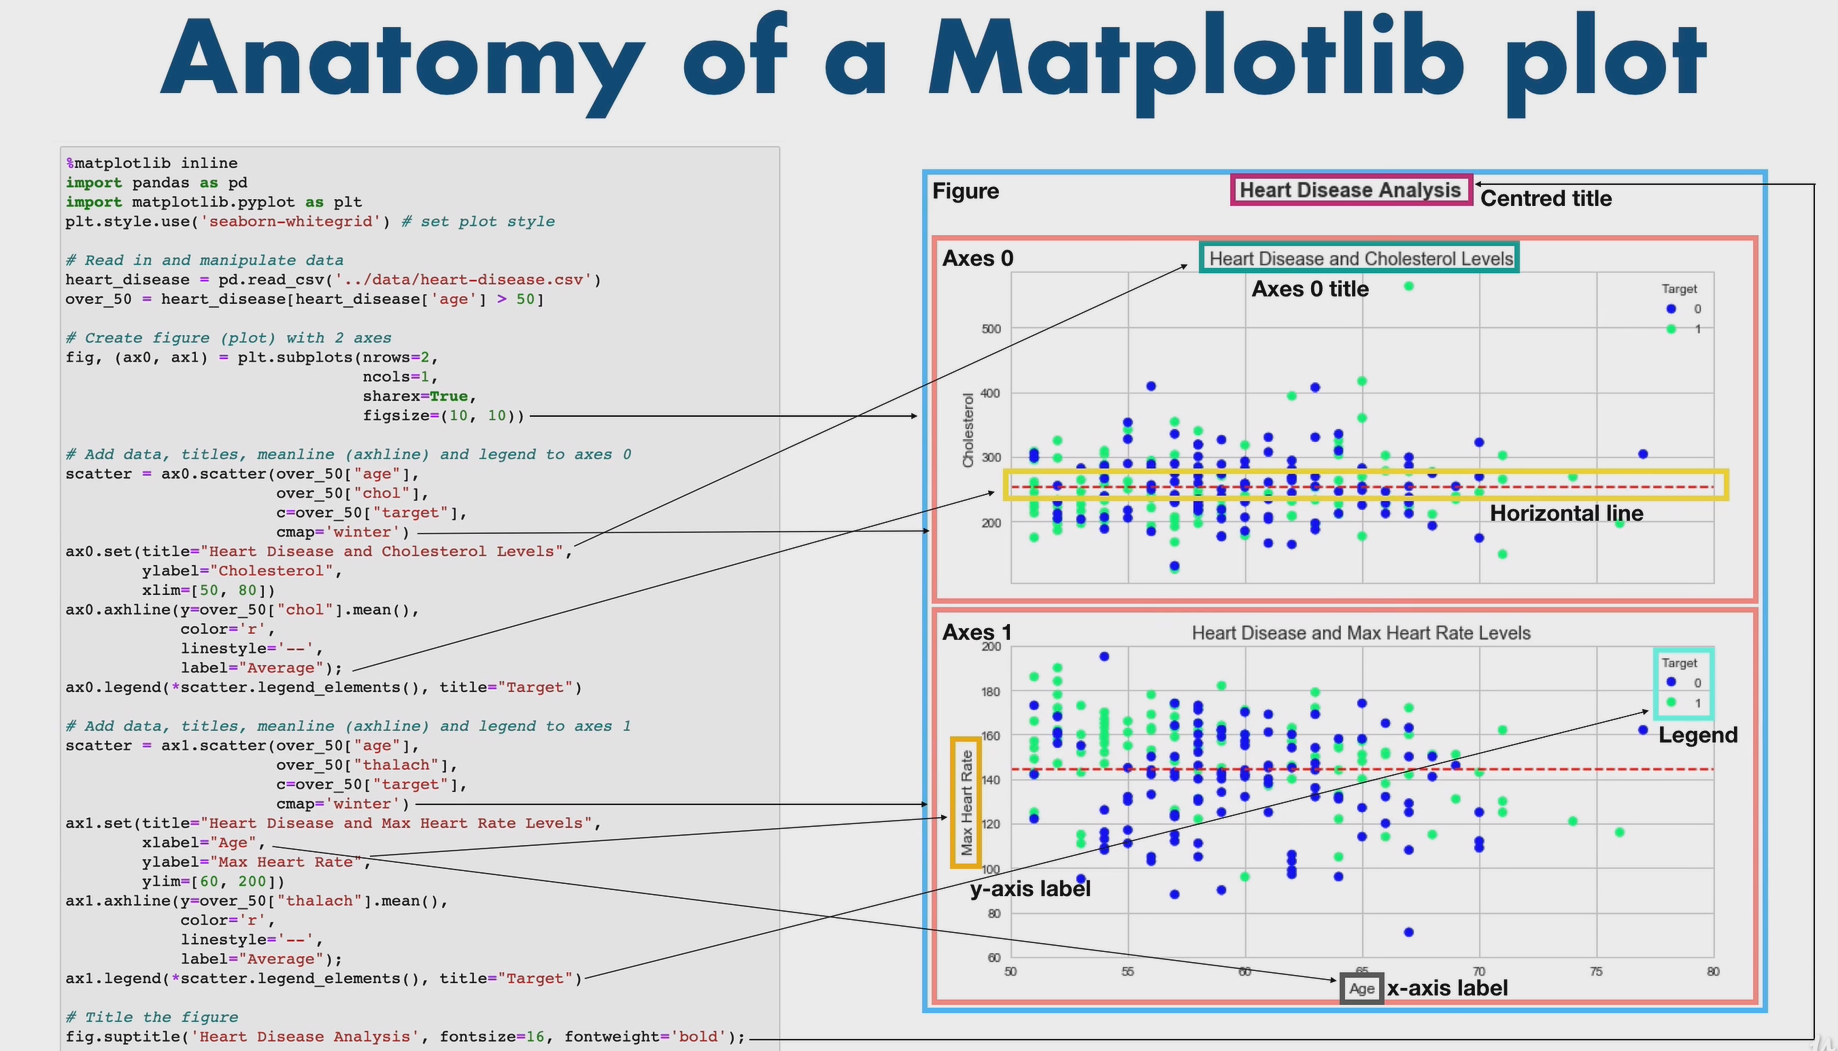 Anatomy of a Matplotlib plot
%matplotlib inline
import pandas as pd
import matplotlib.pyplot as plt
plt.style.use('seaborn-whitegrid') # set plot style
# Read in and manipulate data
heart_disease = pd.read_csv('../data/heart-disease.csv')
over_50 = heart_disease[heart_disease['age'] > 50]
# Create figure (plot) with 2 axes
fig, (ax0, ax1) = plt.subplots(nrows=2,
ncols=1,
sharex=True,
figsize=(10, 10))
# Add data, titles, meanline (axhline) and legend to axes 0
scatter = ax0.scatter(over_50["age"],
over_50["chol"],
c=over_50["target"],
cmap='winter')
ax0.set(title="Heart Disease and Cholesterol Levels",
ylabel="Cholesterol",
xlim=[50, 80])
ax0.axhline(y=over_50["chol"].mean(),
color='r',
linestyle='--',
label="Average");
ax0.legend(*scatter.legend_elements(), title="Target")
# Add data, titles, meanline (axhline) and legend to axes 1
scatter = ax1.scatter(over_50["age"],
over_50["thalach"],
c=over_50["target"],
cmap='winter')
ax1.set(title="Heart Disease and Max Heart Rate Levels",
xlabel="Age",
ylabel="Max Heart Rate",
ylim=[60, 200])
ax1.axhline(y=over_50["thalach"].mean(),
color='r',
linestyle='--',
label="Average");
ax1.legend(*scatter.legend_elements(), title="Target")
# Title the figure
fig.suptitle('Heart Disease Analysis', fontsize=16, fontweight='bold');
Figure
Heart Disease Analysis
Centred title
Axes 0
Heart Disease and Cholesterol Levels
Axes 0 title
Target
0
1
500
400
300
200
Cholesterol
Horizontal line
Axes 1
Heart Disease and Max Heart Rate Levels
Target
0
1
Legend
200
180
160
140
120
100
80
60
Max Heart Rate
y-axis label
50 55 60 65 70 75 80
Age
x-axis label